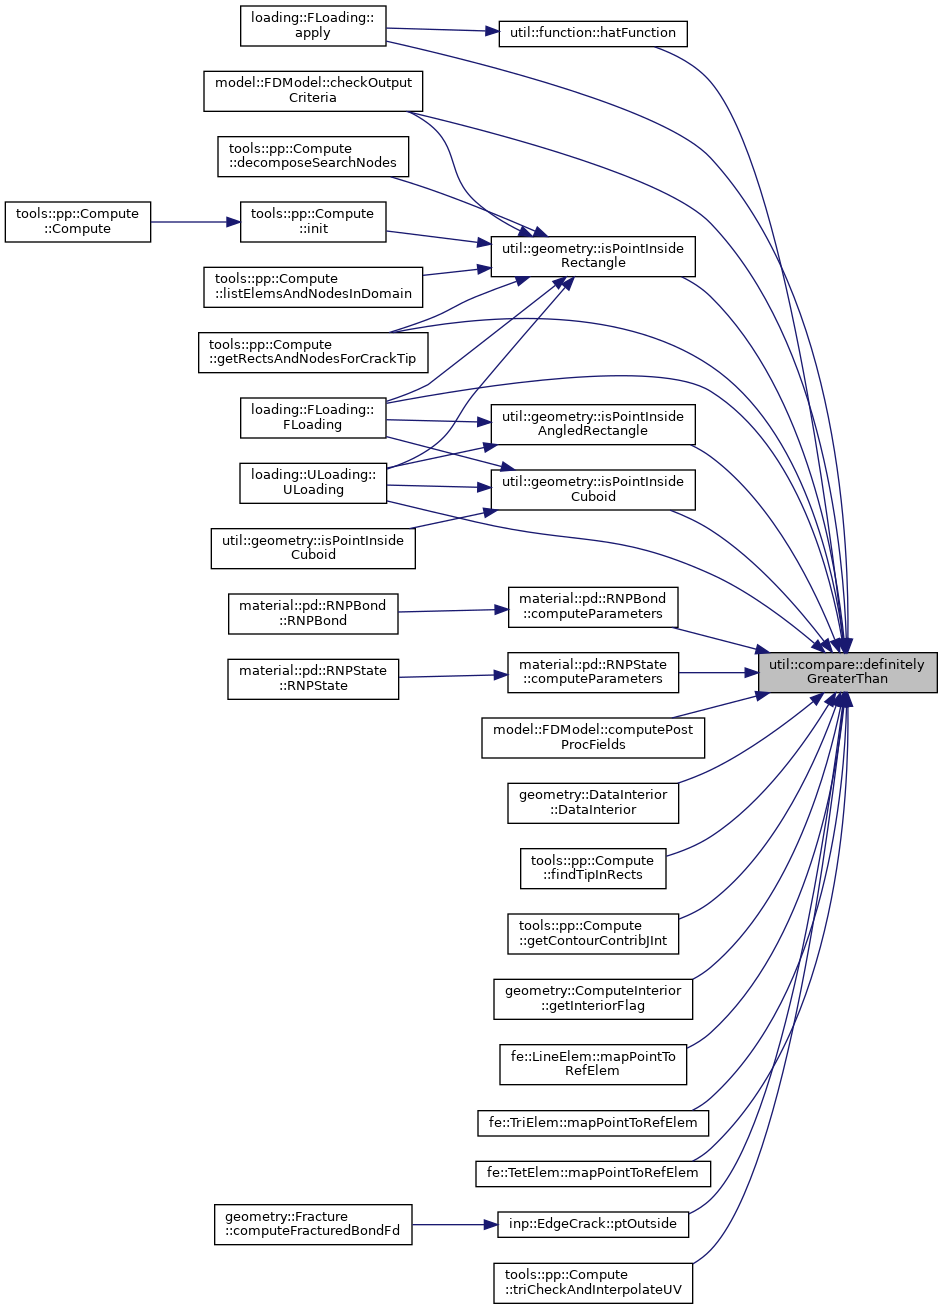 loading::FLoading::
apply
util::function::hatFunction
model::FDModel::checkOutput
Criteria
tools::pp::Compute
::decomposeSearchNodes
tools::pp::Compute
::Compute
tools::pp::Compute
::init
util::geometry::isPointInside
Rectangle
tools::pp::Compute
::listElemsAndNodesInDomain
tools::pp::Compute
::getRectsAndNodesForCrackTip
loading::FLoading::
FLoading
util::geometry::isPointInside
AngledRectangle
loading::ULoading::
ULoading
util::geometry::isPointInside
Cuboid
util::geometry::isPointInside
Cuboid
material::pd::RNPBond
::RNPBond
material::pd::RNPBond
::computeParameters
material::pd::RNPState
::RNPState
material::pd::RNPState
::computeParameters
util::compare::definitely
GreaterThan
model::FDModel::computePost
ProcFields
geometry::DataInterior
::DataInterior
tools::pp::Compute
::findTipInRects
tools::pp::Compute
::getContourContribJInt
geometry::ComputeInterior
::getInteriorFlag
fe::LineElem::mapPointTo
RefElem
fe::TriElem::mapPointToRefElem
fe::TetElem::mapPointToRefElem
geometry::Fracture
::computeFracturedBondFd
inp::EdgeCrack::ptOutside
tools::pp::Compute
::triCheckAndInterpolateUV